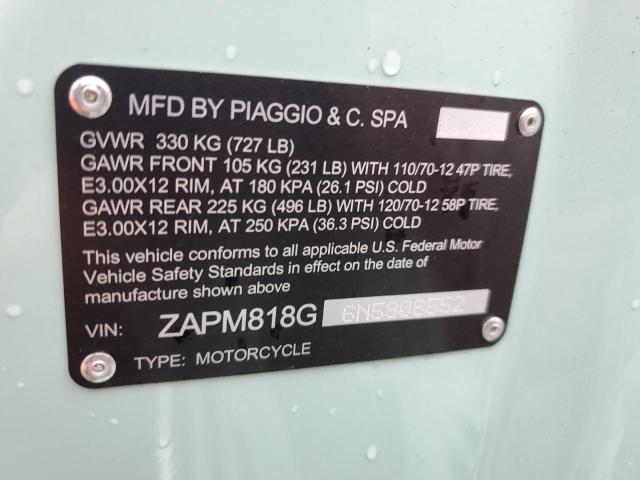 MFD BY PIAGGIO & C. SPA
GVWR 330 KG (727 LB)
GAWR FRONT 105 KG (231 LB) WITH 110/70-12 47P TIRE,
E3.00X12 RIM, AT 180 KPA (26.1 PSI) COLD
GAWR REAR 225 KG (496 LB) WITH 120/70-12 58P TIRE,
E3.00X12 RIM, AT 250 KPA (36.3 PSI) COLD
This vehicle conforms to all applicable U.S. Federal Motor
Vehicle Safety Standards in effect on the date of
manufacture shown above
VIN: ZAPM818G 6N5906552
TYPE: MOTORCYCLE